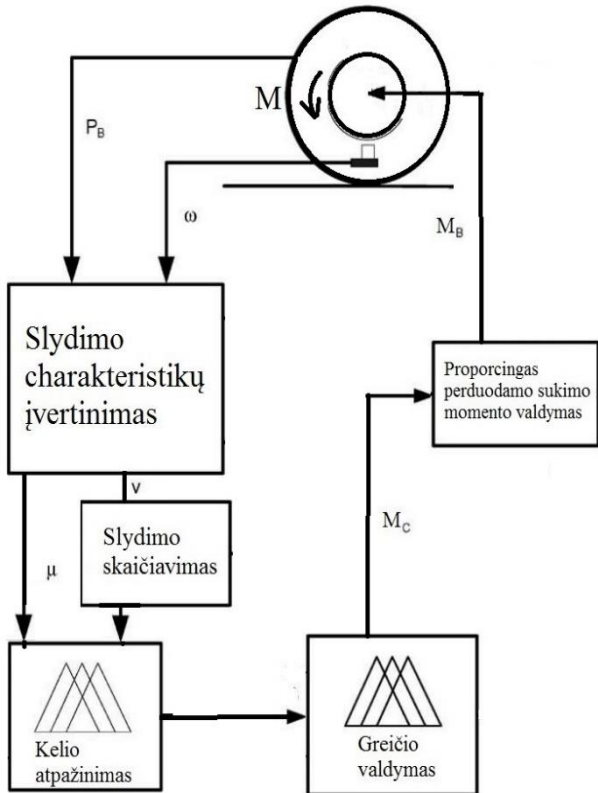 M
P_B
ω
M_B
Slydimo
charakteristikų
įvertinimas
Proporcingas
perduodamo sukimo
momento valdymas
v
Slydimo
skaičiavimas
M_C
μ
Kelio
atpažinimas
Greičio
valdymas